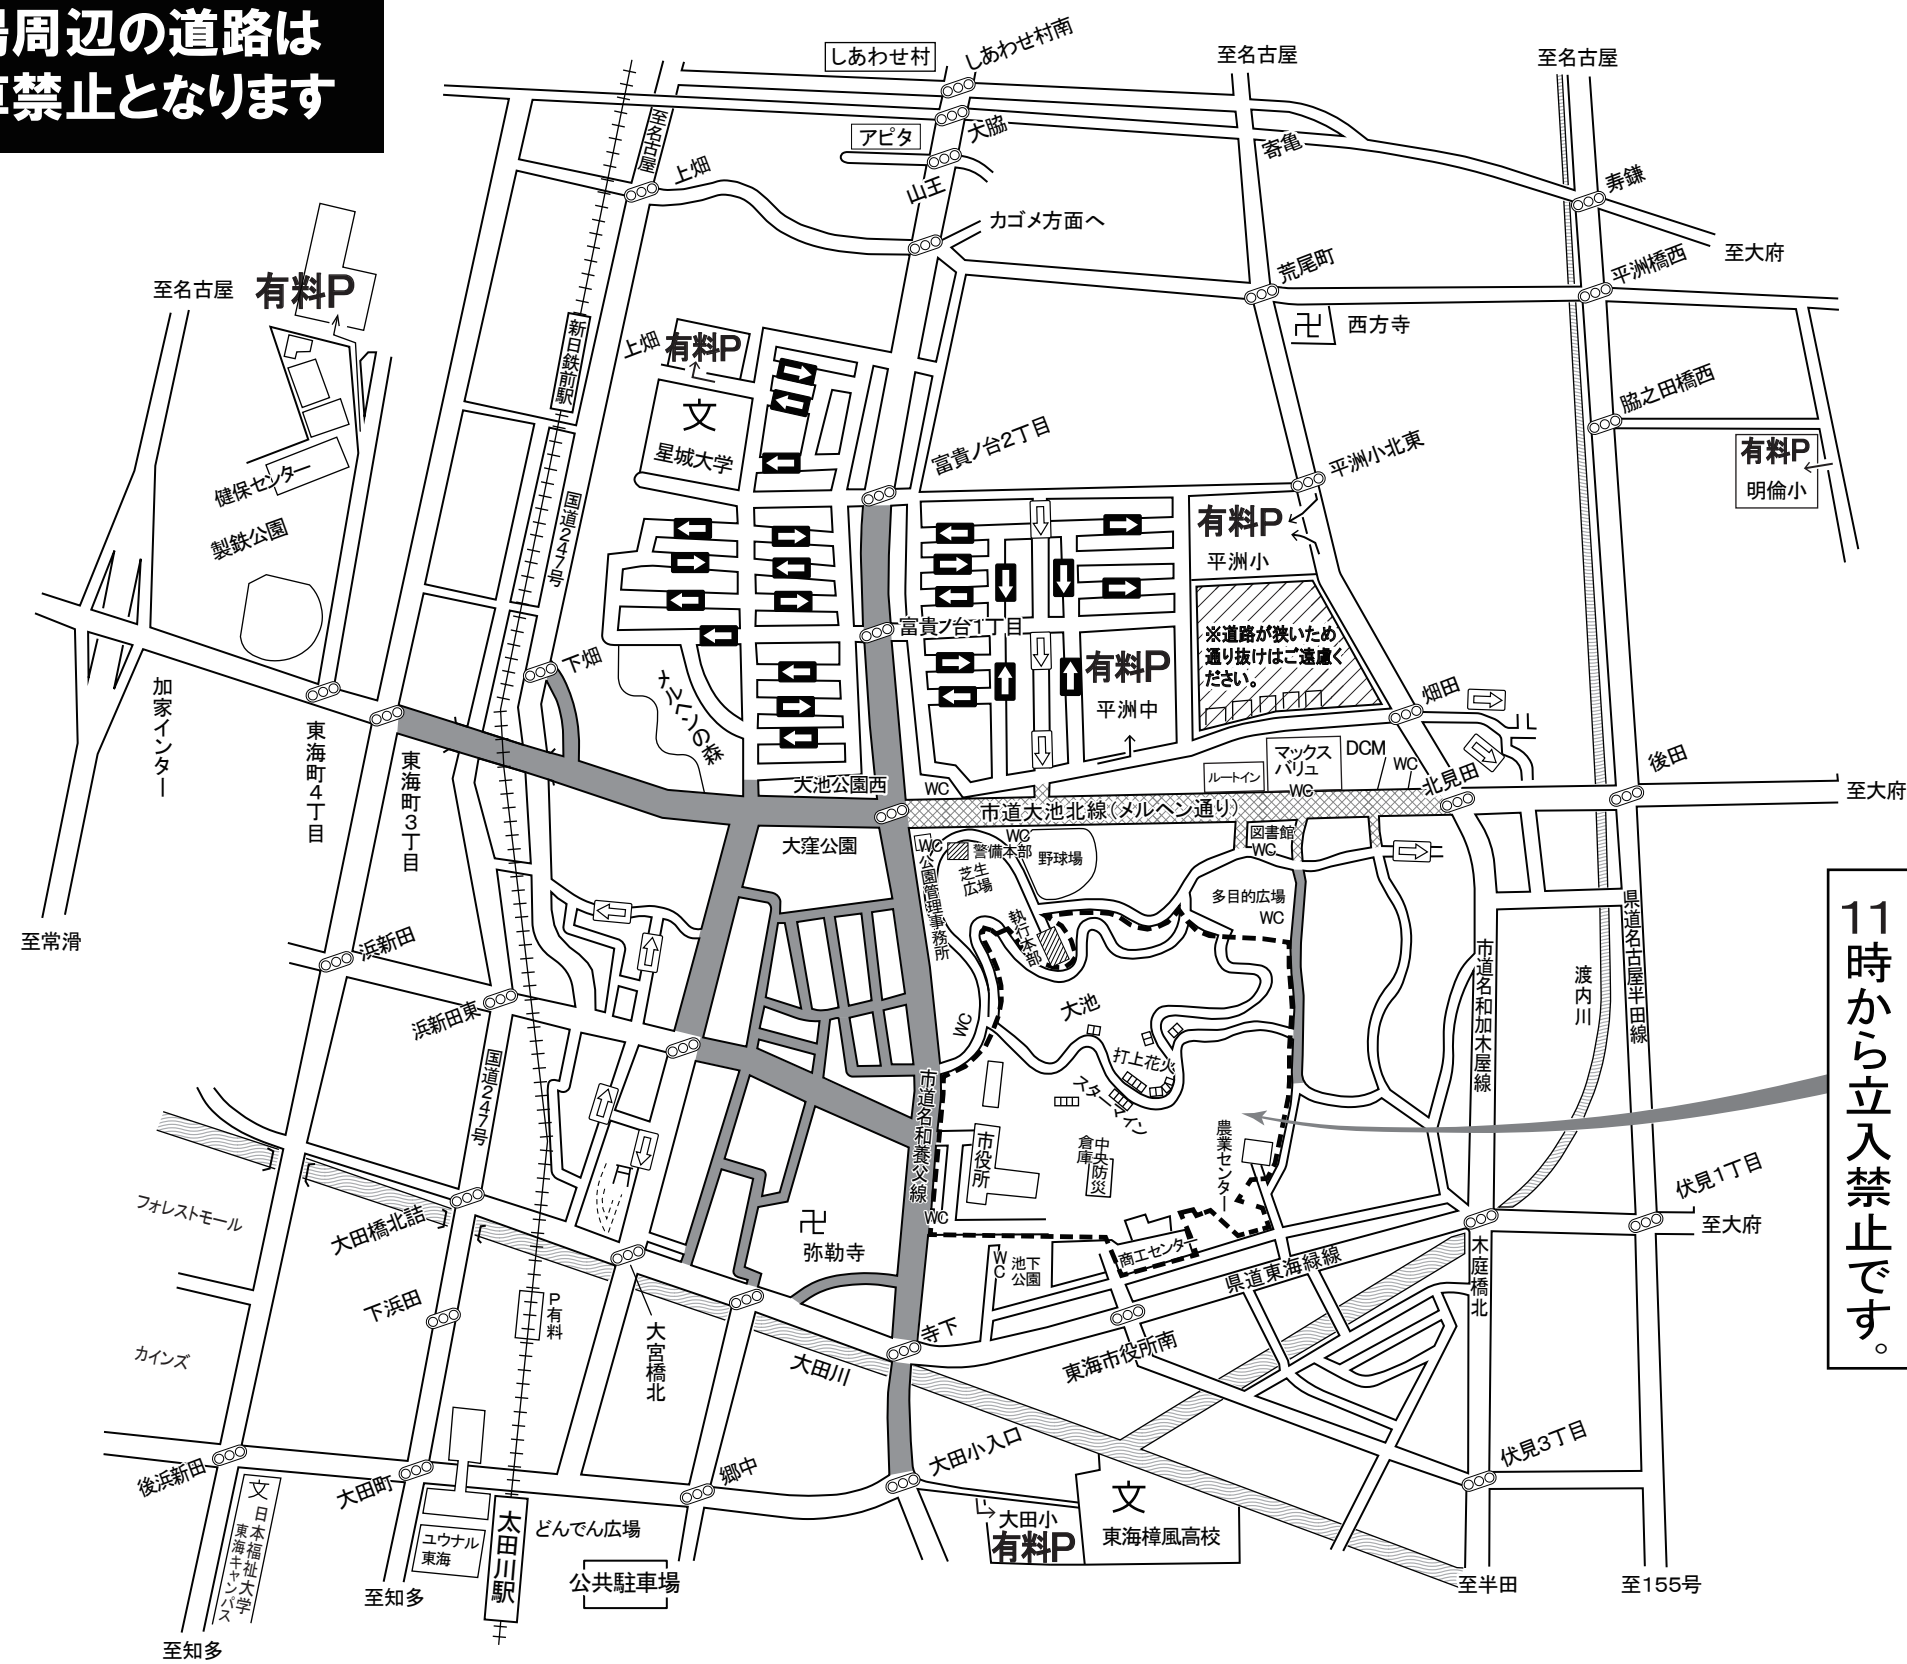 場周辺の道路は
車禁止となります
しあわせ村
しあわせ村南
至名古屋
至名古屋
アピタ
大脇
至名古屋
上畑
山王
寄亀
寿鎌
カゴメ方面へ
荒尾町
平洲橋西
至大府
至名古屋
有料P
新日鉄前駅
上畑
有料P
卍
西方寺
文
星城大学
富貴ノ台2丁目
平洲小北東
脇之田橋西
有料P
明倫小
健保センター
製鉄公園
国道247号
有料P
平洲小
富貴ノ台1丁目
※道路が狭いため
通り抜けはご遠慮く
ださい。
下畑
メルヘンの森
有料P
平洲中
畑田
加家インター
東海町4丁目
東海町3丁目
大池公園西
WC
ルートイン
マックス
バリュ
DCM
WC
WC
北見田
後田
至大府
市道大池北線(メルヘン通り)
大窪公園
WC
公園管理事務所
警備本部
WC
野球場
芝生
広場
図書館
WC
多目的広場
WC
執行本部
11時から立入禁止です。
至常滑
浜新田
浜新田東
国道247号
WC
大池
打上花火
スターマイン
市道名和加木屋線
渡内川
県道名古屋半田線
市道名和養父線
市役所
中央防災
倉庫
農業センター
フォレストモール
大田橋北詰
卍
弥勒寺
WC
WC
池下
公園
商工センター
県道東海緑線
木庭橋北
伏見1丁目
至大府
下浜田
P有料
大宮橋北
カインズ
寺下
東海市役所南
大田川
後浜新田
大田町
郷中
大田小入口
伏見3丁目
文
日本福祉大学
東海キャンパス
ユウナル
東海
太田川駅
どんでん広場
公共駐車場
大田小
有料P
文
東海樟風高校
至知多
至知多
至半田
至155号